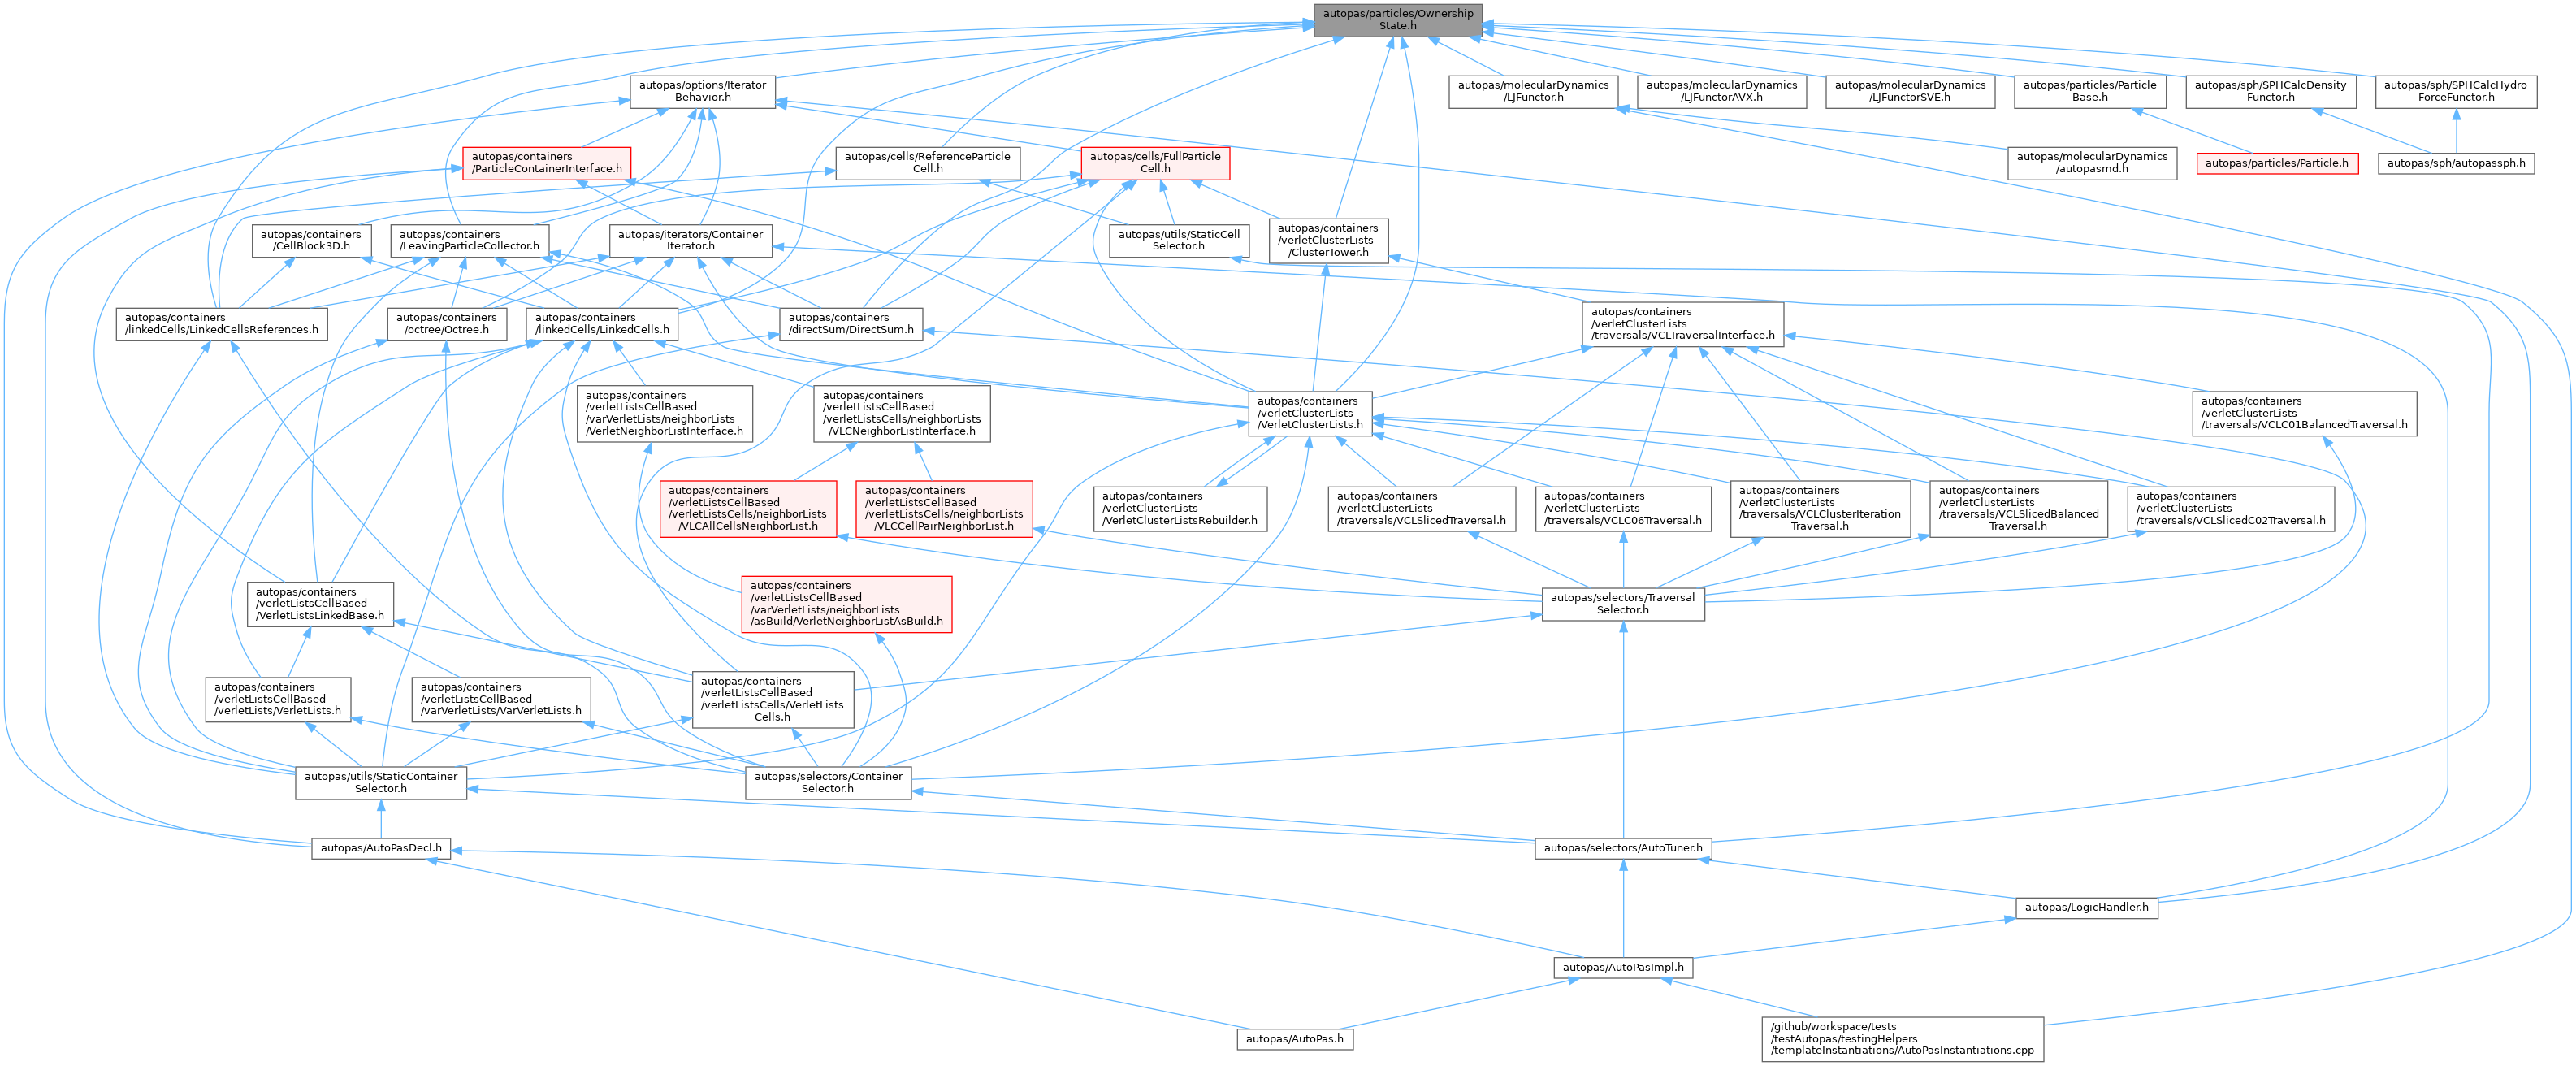 autopas/particles/Ownership
State.h
autopas/options/Iterator
Behavior.h
autopas/molecularDynamics
/LJFunctor.h
autopas/molecularDynamics
/LJFunctorAVX.h
autopas/molecularDynamics
/LJFunctorSVE.h
autopas/particles/Particle
Base.h
autopas/sph/SPHCalcDensity
Functor.h
autopas/sph/SPHCalcHydro
ForceFunctor.h
autopas/containers
/ParticleContainerInterface.h
autopas/cells/ReferenceParticle
Cell.h
autopas/cells/FullParticle
Cell.h
autopas/molecularDynamics
/autopasmd.h
autopas/particles/Particle.h
autopas/sph/autopassph.h
autopas/containers
/CellBlock3D.h
autopas/containers
/LeavingParticleCollector.h
autopas/iterators/Container
Iterator.h
autopas/utils/StaticCell
Selector.h
autopas/containers
/verletClusterLists
/ClusterTower.h
autopas/containers
/linkedCells/LinkedCellsReferences.h
autopas/containers
/octree/Octree.h
autopas/containers
/linkedCells/LinkedCells.h
autopas/containers
/directSum/DirectSum.h
autopas/containers
/verletClusterLists
/traversals/VCLTraversalInterface.h
autopas/containers
/verletListsCellBased
/varVerletLists/neighborLists
/VerletNeighborListInterface.h
autopas/containers
/verletListsCellBased
/verletListsCells/neighborLists
/VLCNeighborListInterface.h
autopas/containers
/verletClusterLists
/VerletClusterLists.h
autopas/containers
/verletClusterLists
/traversals/VCLC01BalancedTraversal.h
autopas/containers
/verletListsCellBased
/verletListsCells/neighborLists
/VLCAllCellsNeighborList.h
autopas/containers
/verletListsCellBased
/verletListsCells/neighborLists
/VLCCellPairNeighborList.h
autopas/containers
/verletClusterLists
/VerletClusterListsRebuilder.h
autopas/containers
/verletClusterLists
/traversals/VCLSlicedTraversal.h
autopas/containers
/verletClusterLists
/traversals/VCLC06Traversal.h
autopas/containers
/verletClusterLists
/traversals/VCLClusterIteration
Traversal.h
autopas/containers
/verletClusterLists
/traversals/VCLSlicedBalanced
Traversal.h
autopas/containers
/verletClusterLists
/traversals/VCLSlicedC02Traversal.h
autopas/containers
/verletListsCellBased
/VerletListsLinkedBase.h
autopas/containers
/verletListsCellBased
/varVerletLists/neighborLists
/asBuild/VerletNeighborListAsBuild.h
autopas/selectors/Traversal
Selector.h
autopas/containers
/verletListsCellBased
/verletLists/VerletLists.h
autopas/containers
/verletListsCellBased
/varVerletLists/VarVerletLists.h
autopas/containers
/verletListsCellBased
/verletListsCells/VerletLists
Cells.h
autopas/utils/StaticContainer
Selector.h
autopas/selectors/Container
Selector.h
autopas/AutoPasDecl.h
autopas/selectors/AutoTuner.h
autopas/LogicHandler.h
autopas/AutoPasImpl.h
autopas/AutoPas.h
/github/workspace/tests
/testAutopas/testingHelpers
/templateInstantiations/AutoPasInstantiations.cpp